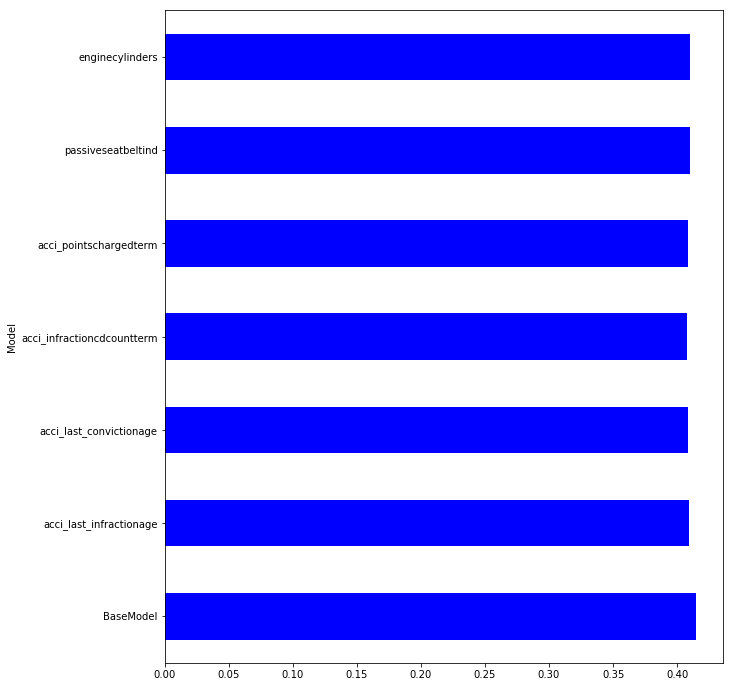 enginecylinders
passiveseatbeltind
acci_pointschargedterm
acci_infractioncdcountterm
acci_last_convictionage
acci_last_infractionage
BaseModel
Model
0.00 0.05 0.10 0.15 0.20 0.25 0.30 0.35 0.40